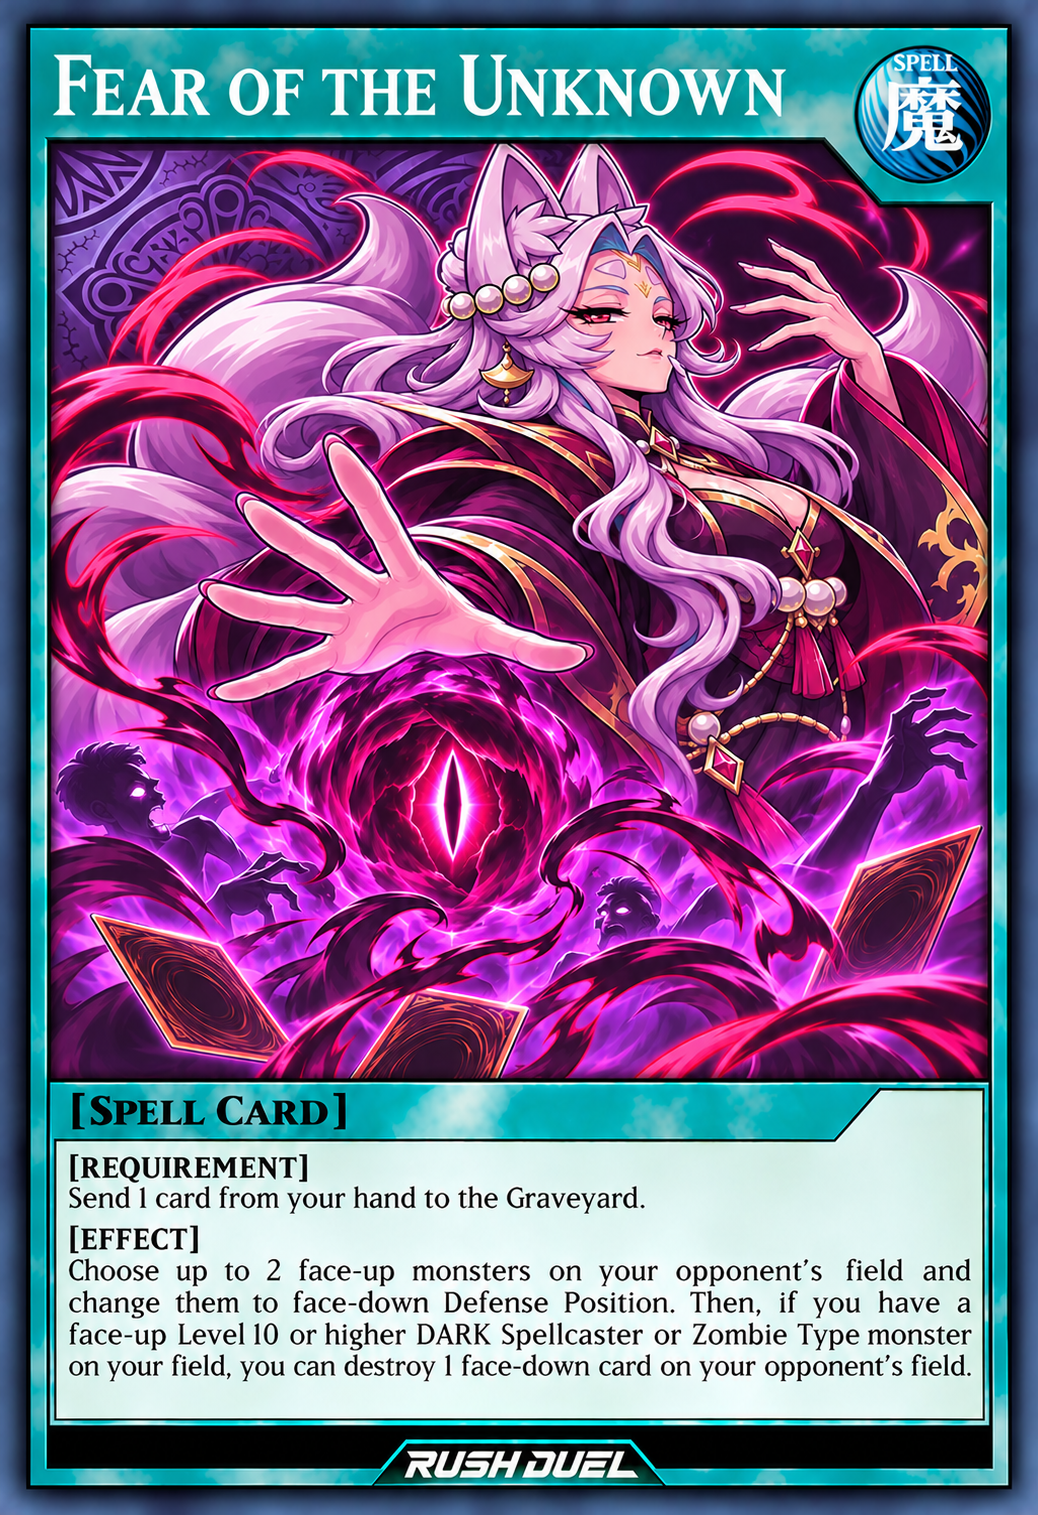 FEAR OF THE UNKNOWN
SPELL
魔
[SPELL CARD]
[REQUIREMENT]
Send 1 card from your hand to the Graveyard.
[EFFECT]
Choose up to 2 face-up monsters on your opponent's field and
change them to face-down Defense Position. Then, if you have a
face-up Level 10 or higher DARK Spellcaster or Zombie Type monster
on your field, you can destroy 1 face-down card on your opponent's field.
RUSH DUEL